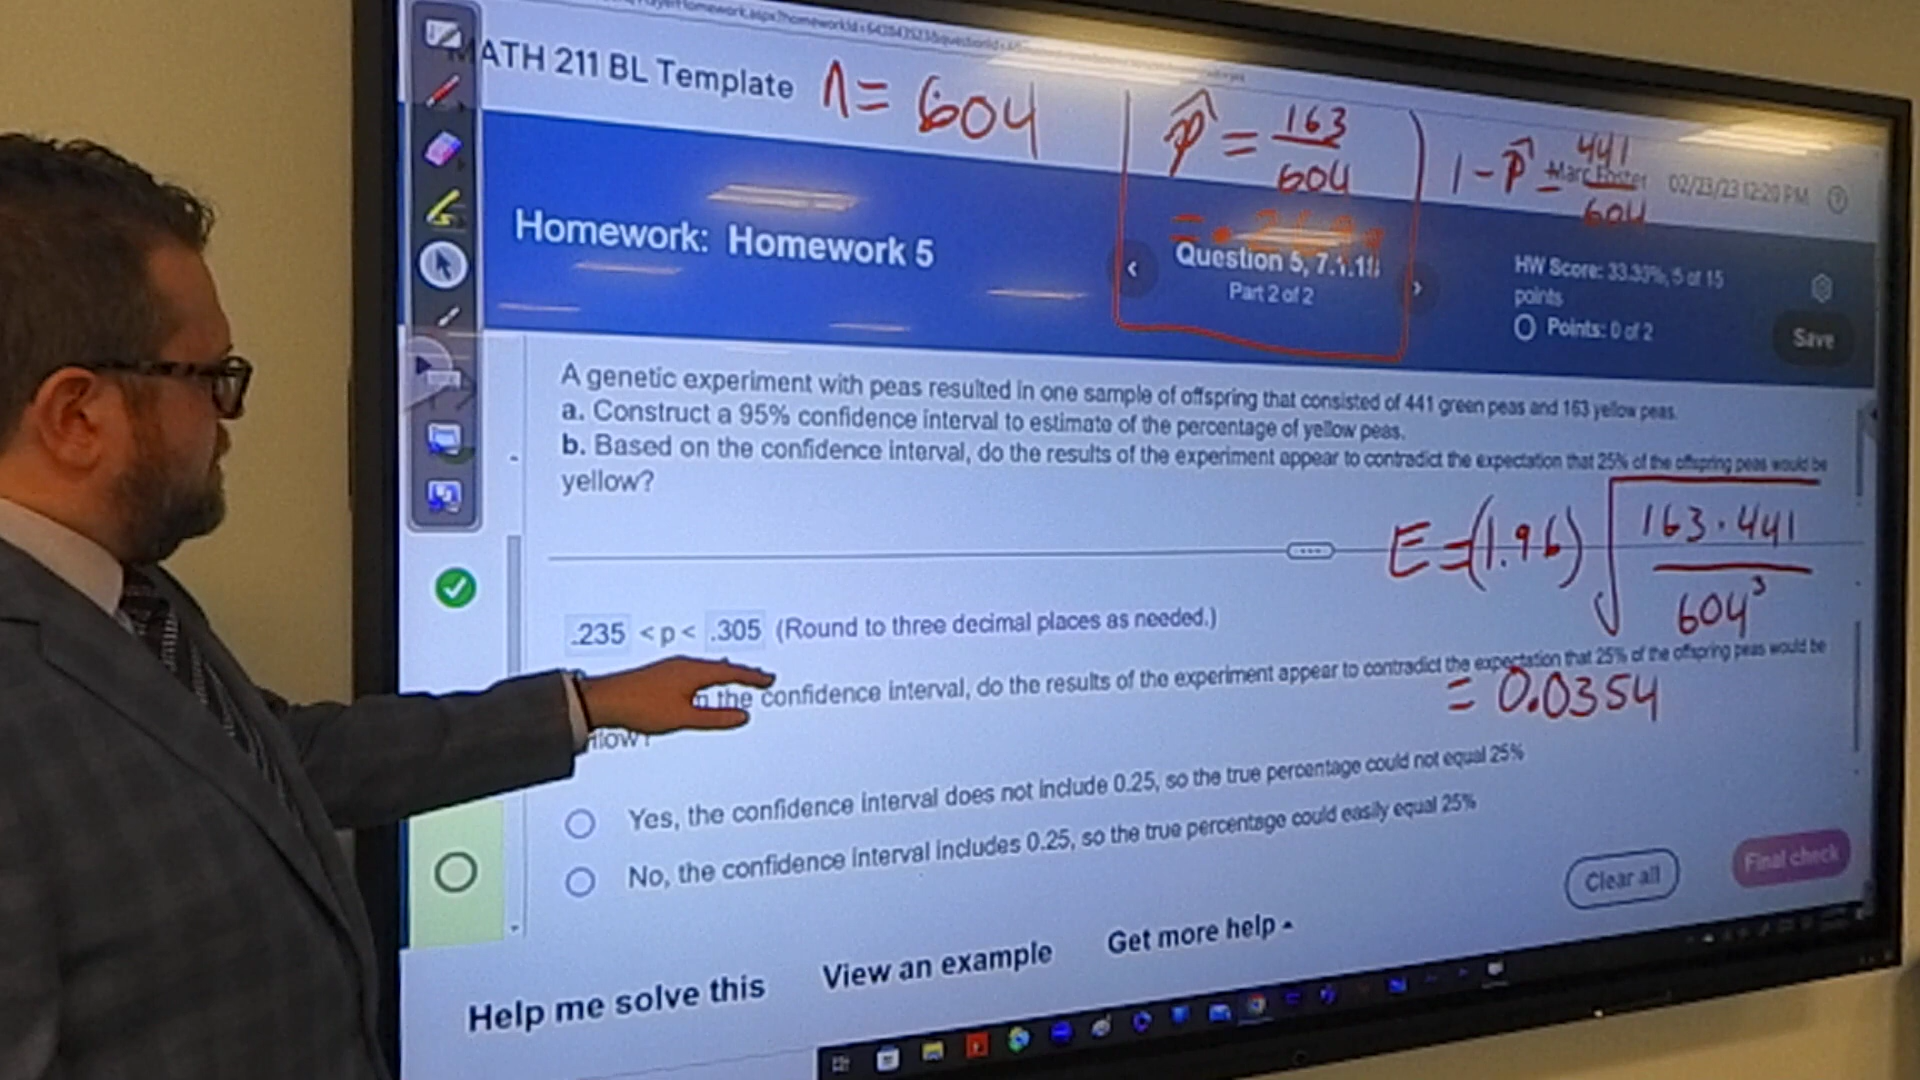 MATH 211 BL Template
n = 604
p̂ = 163/604
1 - p̂ = 441/604
Marc Foster 02/23/23 12:20 PM
Homework: Homework 5
Question 5, 7.1.1
Part 2 of 2
HW Score: 33.33%, 5 of 15
points
Points: 0 of 2
Save
A genetic experiment with peas resulted in one sample of offspring that consisted of 441 green peas and 163 yellow peas.
a. Construct a 95% confidence interval to estimate of the percentage of yellow peas.
b. Based on the confidence interval, do the results of the experiment appear to contradict the expectation that 25% of the offspring peas would be
yellow?
E = (1.96) √(163 · 441 / 604³)
= 0.0354
.235 < p < .305 (Round to three decimal places as needed.)
the confidence interval, do the results of the experiment appear to contradict the expectation that 25% of the offspring peas would be
Yes, the confidence interval does not include 0.25, so the true percentage could not equal 25%
No, the confidence interval includes 0.25, so the true percentage could easily equal 25%
Clear all
Final check
Help me solve this
View an example
Get more help